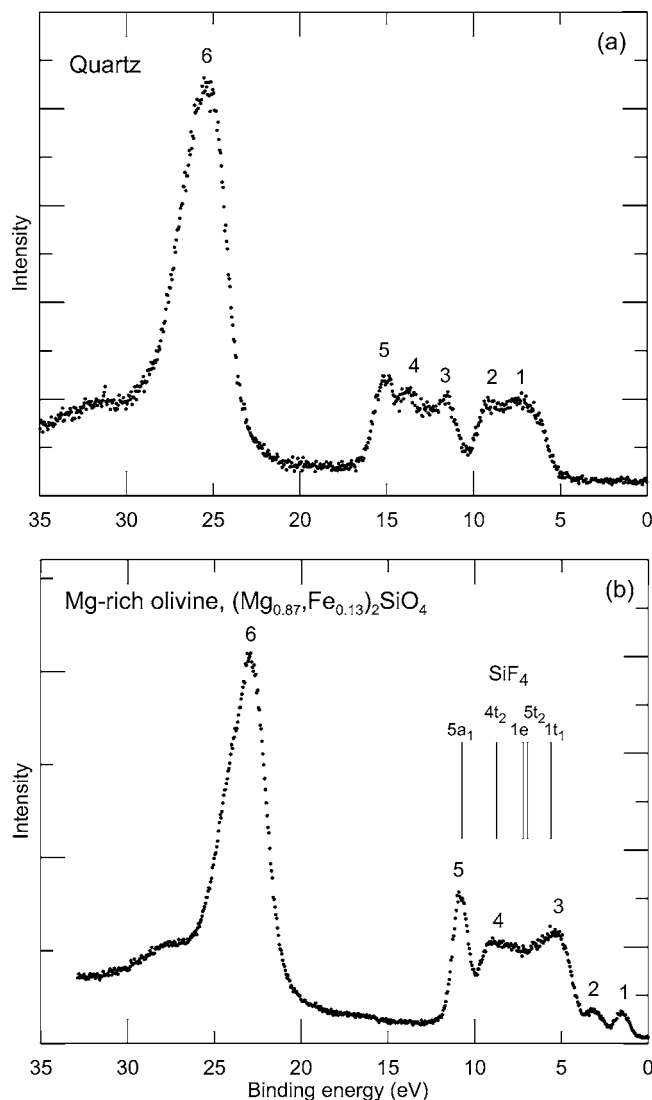 (a)
Quartz
6
5
4
3
2
1
Intensity
35 30 25 20 15 10 5 0
(b)
Mg-rich olivine, (Mg0.87,Fe0.13)2SiO4
6
SiF4
5a1 4t2 1e 5t2 1t1
5
4
3
2
1
Intensity
35 30 25 20 15 10 5 0
Binding energy (eV)